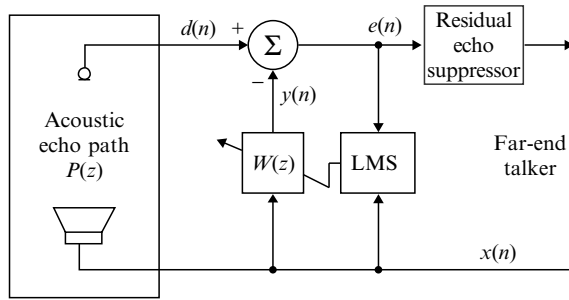 d(n)
+
Σ
e(n)
Residual
echo
suppressor
−
y(n)
Acoustic
echo path
P(z)
W(z)
LMS
Far-end
talker
x(n)